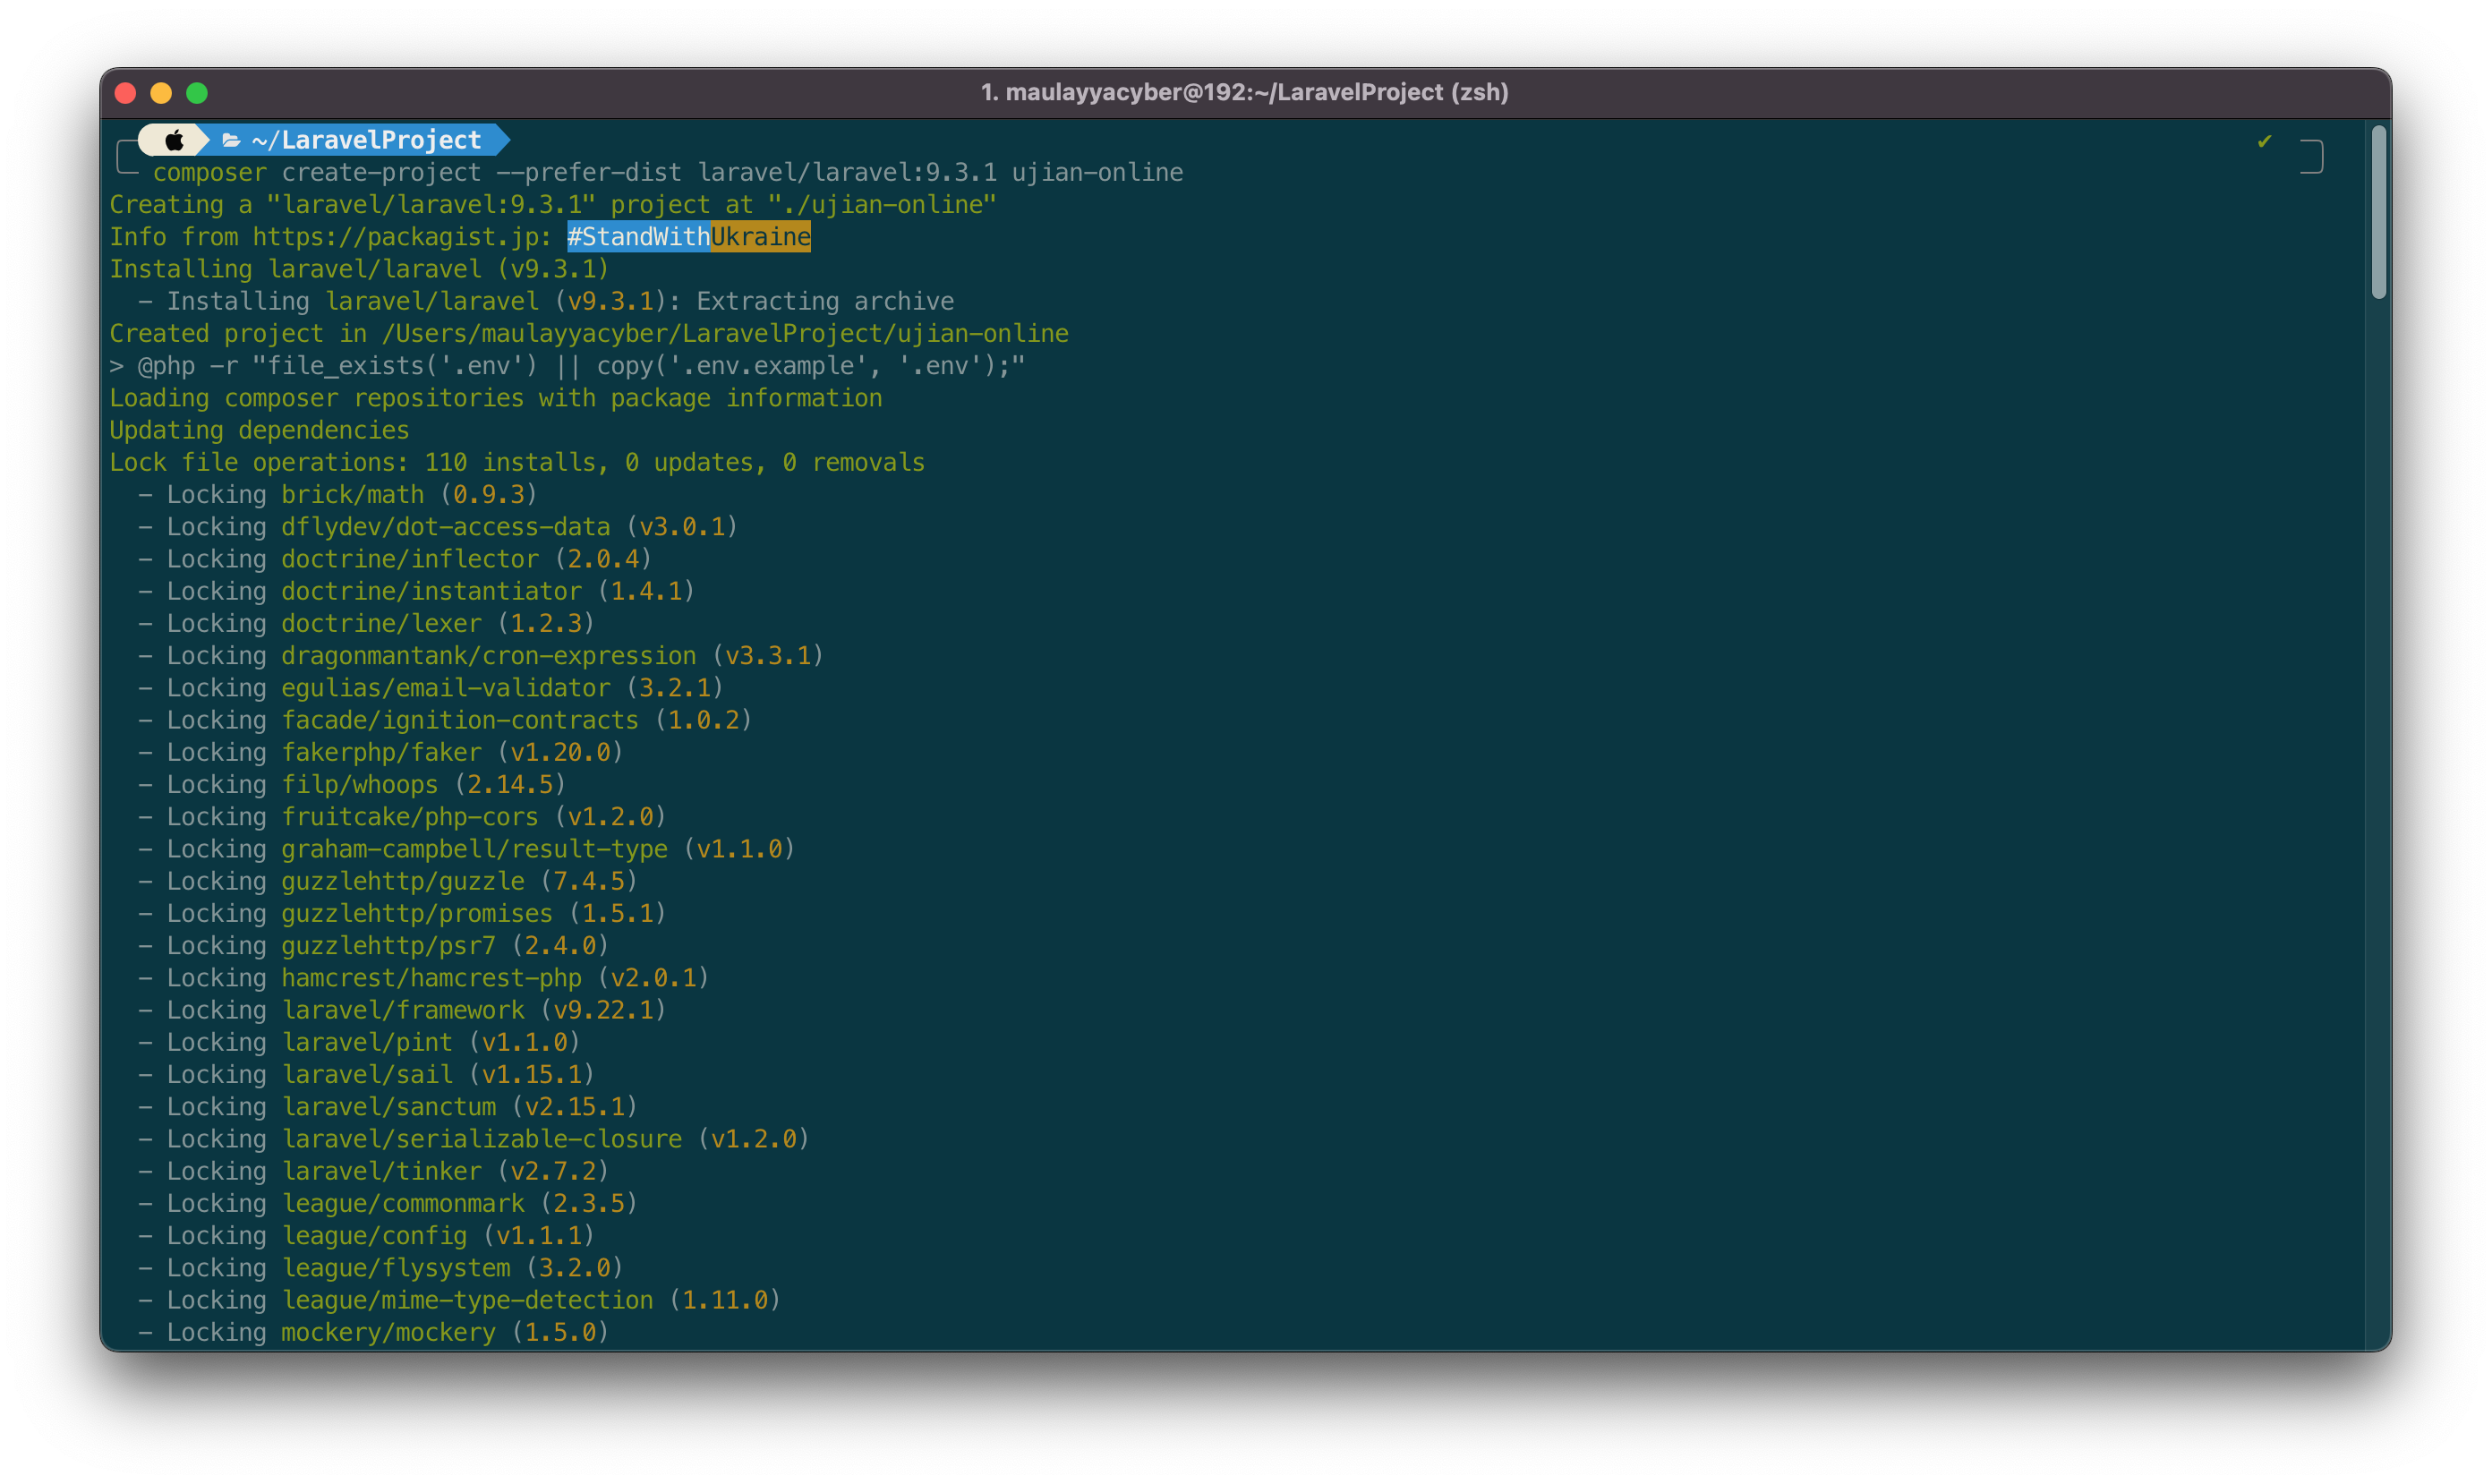 1. maulayyacyber@192:~/LaravelProject (zsh)
~/LaravelProject ✔
composer create-project --prefer-dist laravel/laravel:9.3.1 ujian-online
Creating a "laravel/laravel:9.3.1" project at "./ujian-online"
Info from https://packagist.jp: #StandWithUkraine
Installing laravel/laravel (v9.3.1)
- Installing laravel/laravel (v9.3.1): Extracting archive
Created project in /Users/maulayyacyber/LaravelProject/ujian-online
> @php -r "file_exists('.env') || copy('.env.example', '.env');"
Loading composer repositories with package information
Updating dependencies
Lock file operations: 110 installs, 0 updates, 0 removals
- Locking brick/math (0.9.3)
- Locking dflydev/dot-access-data (v3.0.1)
- Locking doctrine/inflector (2.0.4)
- Locking doctrine/instantiator (1.4.1)
- Locking doctrine/lexer (1.2.3)
- Locking dragonmantank/cron-expression (v3.3.1)
- Locking egulias/email-validator (3.2.1)
- Locking facade/ignition-contracts (1.0.2)
- Locking fakerphp/faker (v1.20.0)
- Locking filp/whoops (2.14.5)
- Locking fruitcake/php-cors (v1.2.0)
- Locking graham-campbell/result-type (v1.1.0)
- Locking guzzlehttp/guzzle (7.4.5)
- Locking guzzlehttp/promises (1.5.1)
- Locking guzzlehttp/psr7 (2.4.0)
- Locking hamcrest/hamcrest-php (v2.0.1)
- Locking laravel/framework (v9.22.1)
- Locking laravel/pint (v1.1.0)
- Locking laravel/sail (v1.15.1)
- Locking laravel/sanctum (v2.15.1)
- Locking laravel/serializable-closure (v1.2.0)
- Locking laravel/tinker (v2.7.2)
- Locking league/commonmark (2.3.5)
- Locking league/config (v1.1.1)
- Locking league/flysystem (3.2.0)
- Locking league/mime-type-detection (1.11.0)
- Locking mockery/mockery (1.5.0)